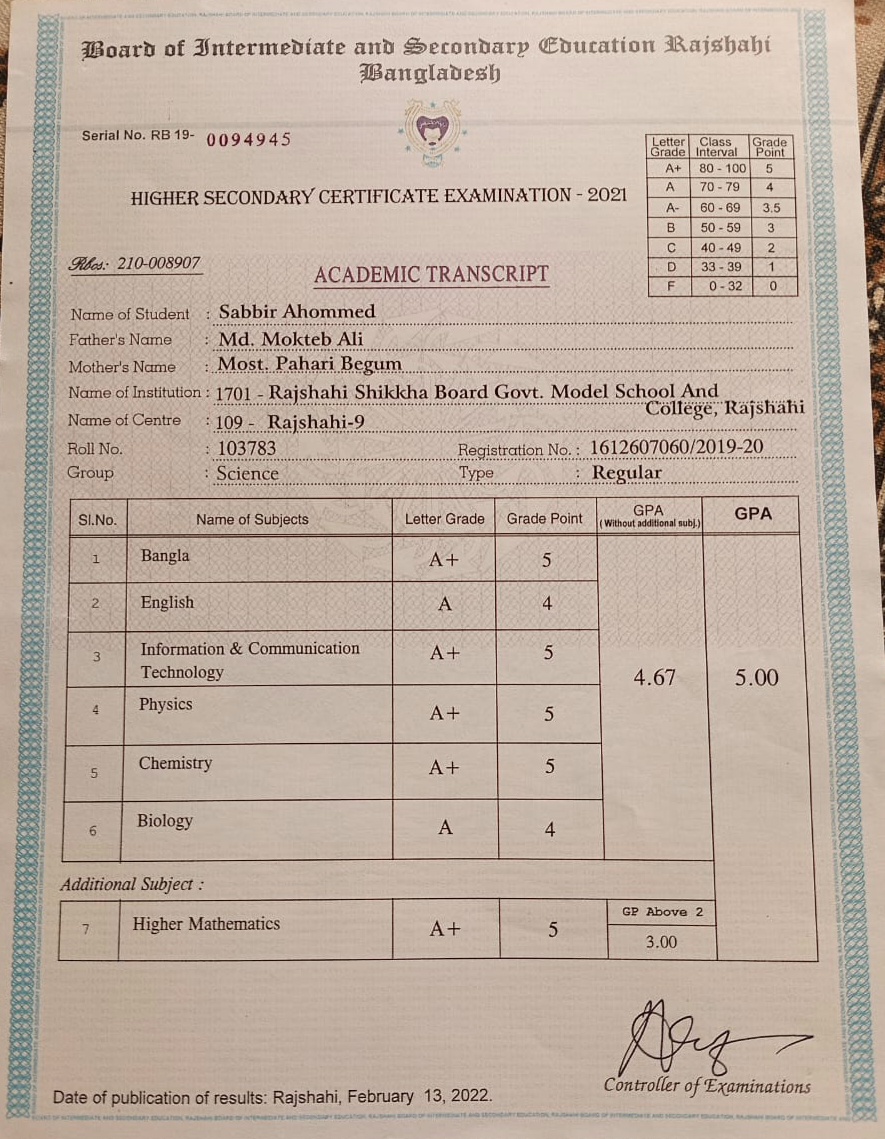 Board of Intermediate and Secondary Education Rajshahi
Bangladesh
Serial No. RB 19- 0094945
Letter Grade Class Interval Grade Point
A+ 80 - 100 5
A 70 - 79 4
A- 60 - 69 3.5
B 50 - 59 3
C 40 - 49 2
D 33 - 39 1
F 0 - 32 0
HIGHER SECONDARY CERTIFICATE EXAMINATION - 2021
Rbos: 210-008907
ACADEMIC TRANSCRIPT
Name of Student : Sabbir Ahommed
Father's Name : Md. Mokteb Ali
Mother's Name : Most. Pahari Begum
Name of Institution : 1701 - Rajshahi Shikkha Board Govt. Model School And
College, Rajshahi
Name of Centre : 109 - Rajshahi-9
Roll No. : 103783 Registration No. : 1612607060/2019-20
Group : Science Type : Regular
Sl.No. Name of Subjects Letter Grade Grade Point GPA (Without additional subj.) GPA
1 Bangla A+ 5
2 English A 4
3 Information & Communication
Technology A+ 5
4.67 5.00
4 Physics A+ 5
5 Chemistry A+ 5
6 Biology A 4
Additional Subject :
7 Higher Mathematics A+ 5
GP Above 2
3.00
Controller of Examinations
Date of publication of results: Rajshahi, February 13, 2022.